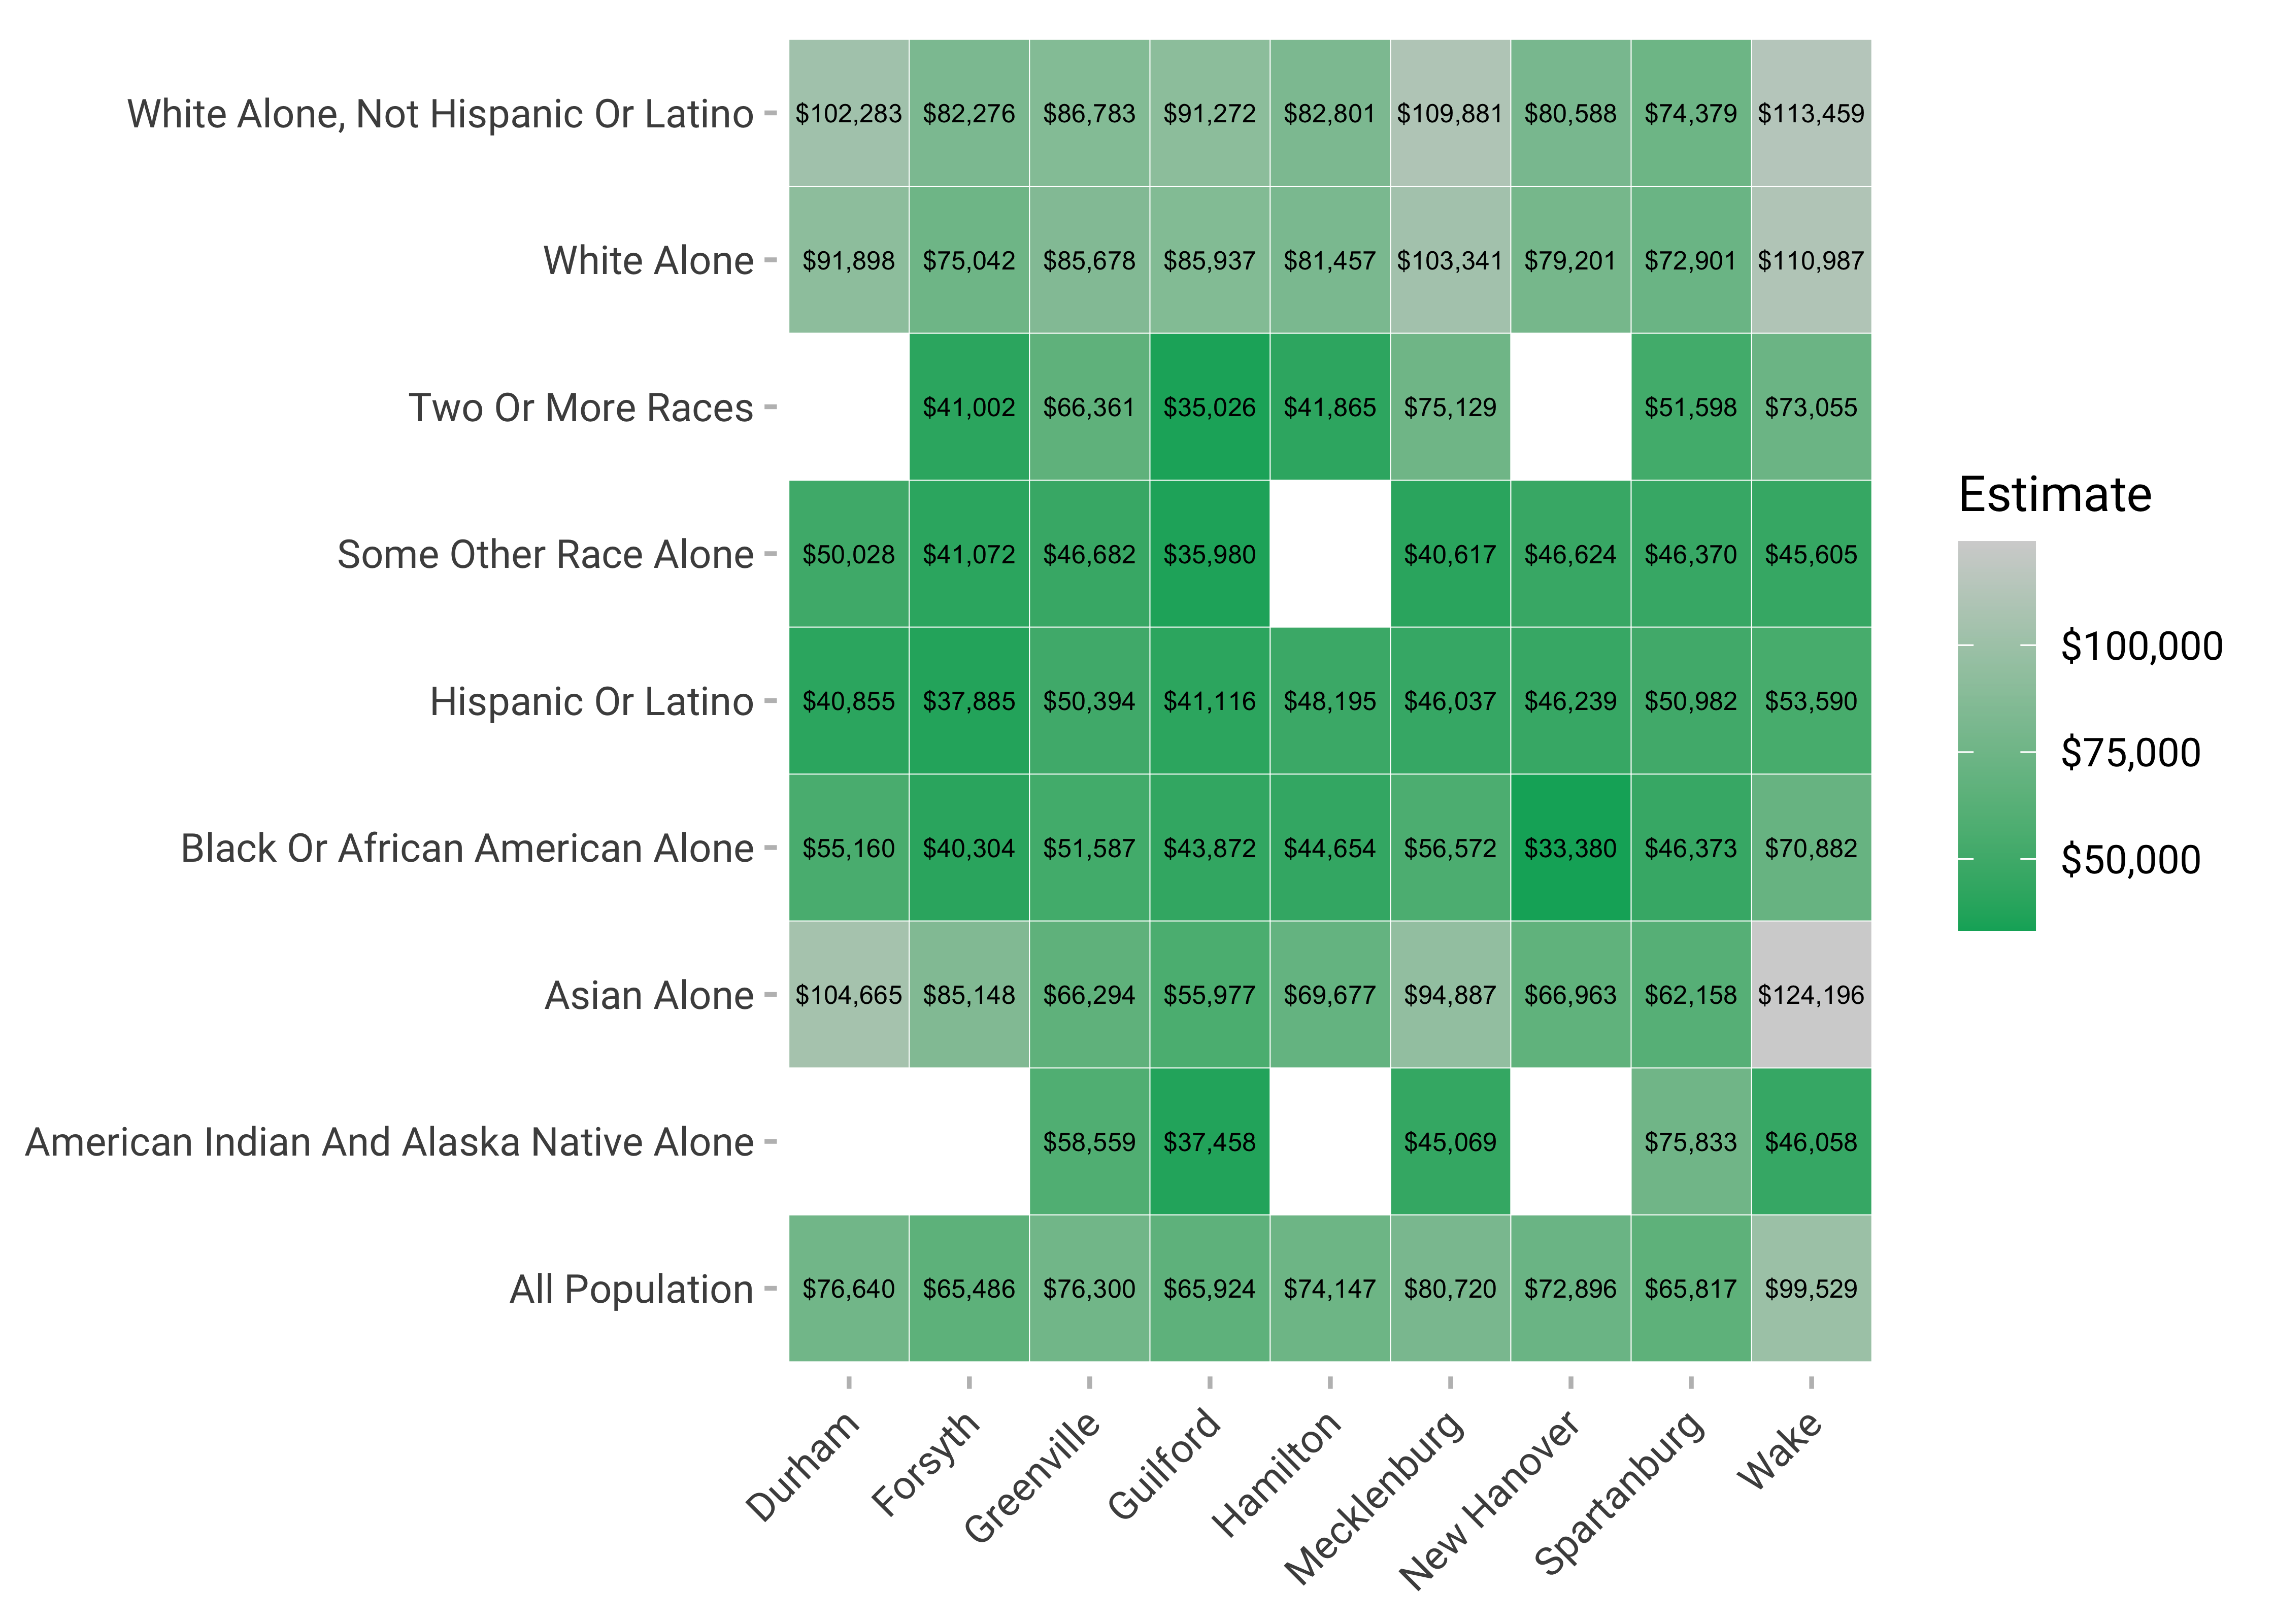 White Alone, Not Hispanic Or Latino $102,283 $82,276 $86,783 $91,272 $82,801 $109,881 $80,588 $74,379 $113,459
White Alone $91,898 $75,042 $85,678 $85,937 $81,457 $103,341 $79,201 $72,901 $110,987
Two Or More Races $41,002 $66,361 $35,026 $41,865 $75,129 $51,598 $73,055
Some Other Race Alone $50,028 $41,072 $46,682 $35,980 $40,617 $46,624 $46,370 $45,605
Hispanic Or Latino $40,855 $37,885 $50,394 $41,116 $48,195 $46,037 $46,239 $50,982 $53,590
Black Or African American Alone $55,160 $40,304 $51,587 $43,872 $44,654 $56,572 $33,380 $46,373 $70,882
Asian Alone $104,665 $85,148 $66,294 $55,977 $69,677 $94,887 $66,963 $62,158 $124,196
American Indian And Alaska Native Alone $58,559 $37,458 $45,069 $75,833 $46,058
All Population $76,640 $65,486 $76,300 $65,924 $74,147 $80,720 $72,896 $65,817 $99,529
Durham Forsyth Greenville Guilford Hamilton Mecklenburg New Hanover Spartanburg Wake
Estimate
$100,000
$75,000
$50,000